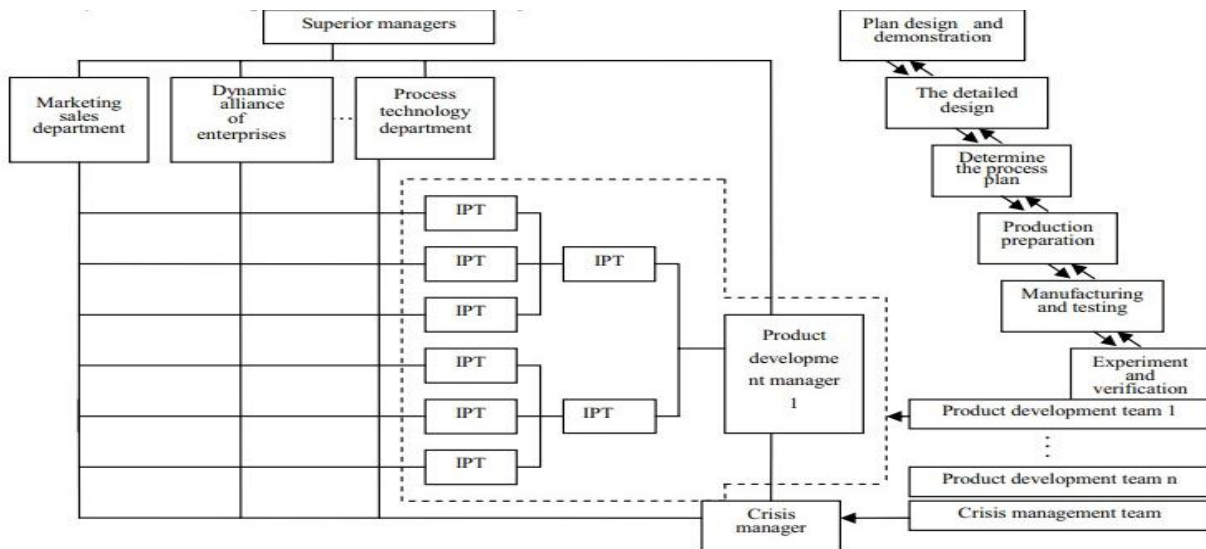 Superior managers
Marketing
sales
department
Dynamic
alliance
of
enterprises
...
Process
technology
department
IPT
IPT
IPT
IPT
IPT
IPT
IPT
IPT
Product
developme
nt manager
1
Crisis
manager
Plan design and
demonstration
The detailed
design
Determine
the process
plan
Production
preparation
Manufacturing
and testing
Experiment
and
verification
Product development team 1
⋮
Product development team n
Crisis management team